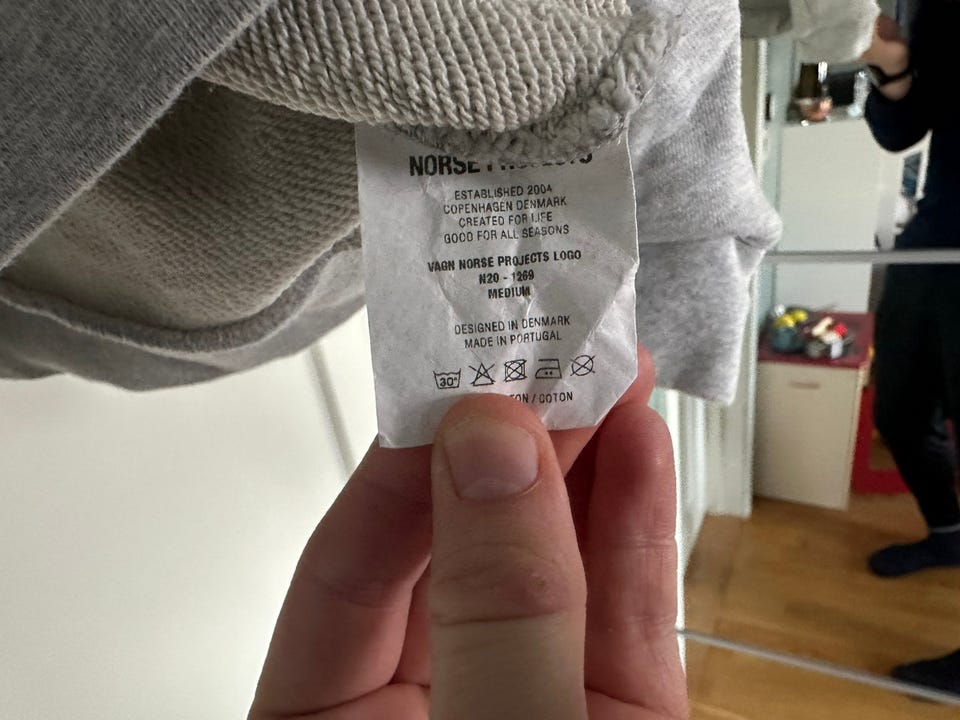 NORSE
ESTABLISHED 2004
COPENHAGEN DENMARK
CREATED FOR LIFE
GOOD FOR ALL SEASONS
VAGN NORSE PROJECTS LOGO
N20 - 1269
MEDIUM
DESIGNED IN DENMARK
MADE IN PORTUGAL
30°
/ COTON